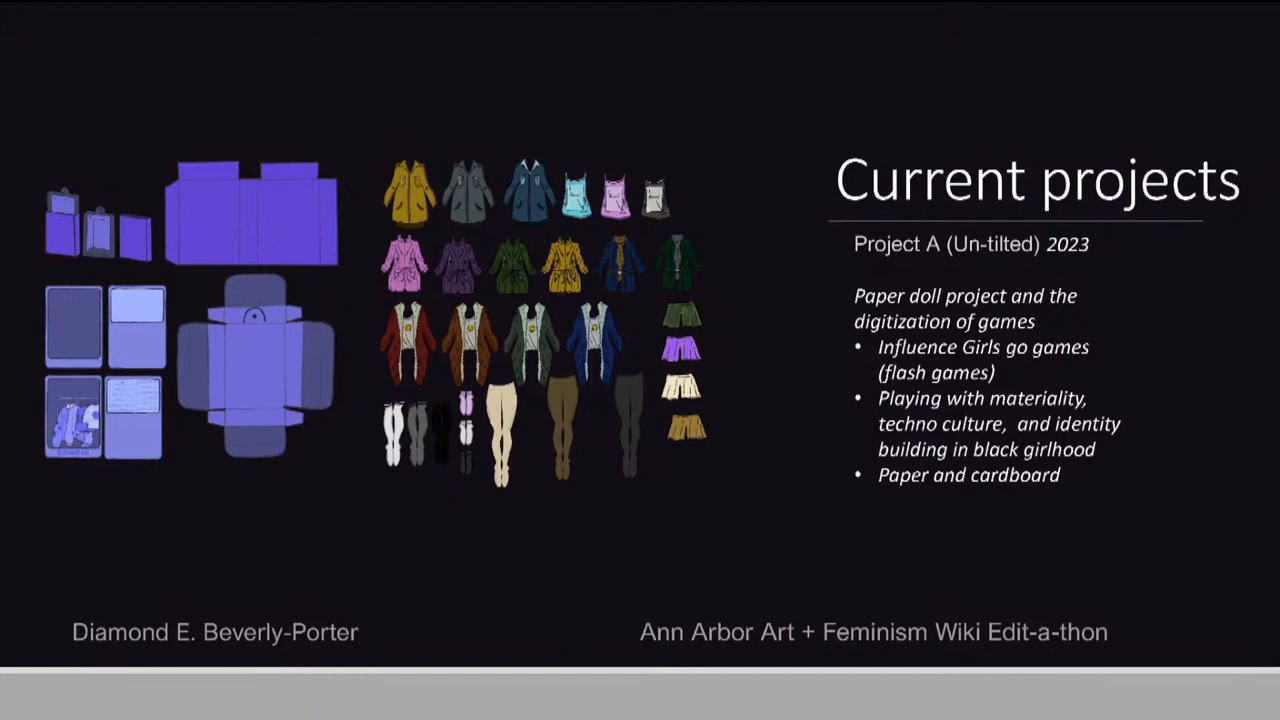 Current projects
Project A (Un-tilted) 2023
Paper doll project and the
digitization of games
• Influence Girls go games
(flash games)
• Playing with materiality,
techno culture, and identity
building in black girlhood
• Paper and cardboard
Diamond E. Beverly-Porter
Ann Arbor Art + Feminism Wiki Edit-a-thon